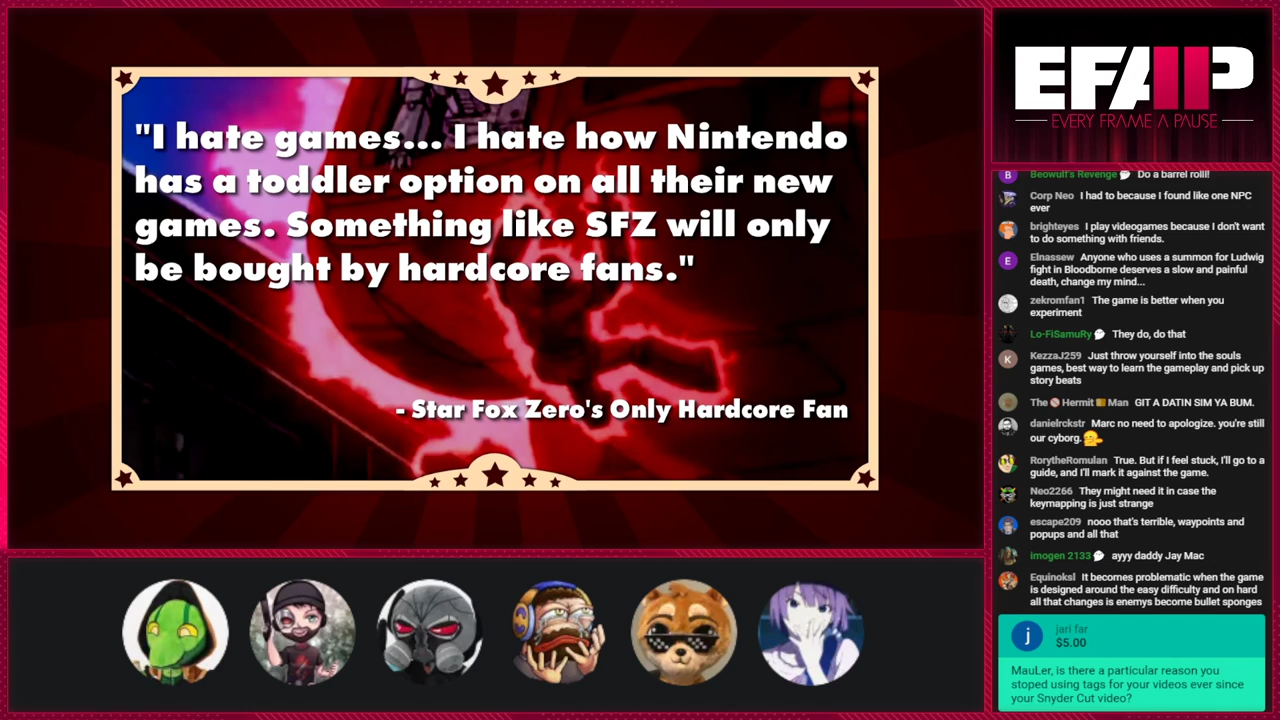 "I hate games... I hate how Nintendo
has a toddler option on all their new
games. Something like SFZ will only
be bought by hardcore fans."
- Star Fox Zero's Only Hardcore Fan
EFAP
EVERY FRAME A PAUSE
B Beowulf's Revenge Do a barrel rolll!
Corp Neo I had to because I found like one NPC
ever
brighteyes I play videogames because I don't want
to do something with friends.
E Elnassew Anyone who uses a summon for Ludwig
fight in Bloodborne deserves a slow and painful
death, change my mind...
zekromfan1 The game is better when you
experiment
Lo-FiSamuRy They do, do that
K KezzaJ259 Just throw yourself into the souls
games, best way to learn the gameplay and pick up
story beats
The Hermit Man GIT A DATIN SIM YA BUM.
danielrckstr Marc no need to apologize. you're still
our cyborg.
RorytheRomulan True. But if I feel stuck, I'll go to a
guide, and I'll mark it against the game.
Neo2266 They might need it in case the
keymapping is just strange
escape209 nooo that's terrible, waypoints and
popups and all that
imogen 2133 ayyy daddy Jay Mac
Equinoksl It becomes problematic when the game
is designed around the easy difficulty and on hard
all that changes is enemys become bullet sponges
j jari far
$5.00
MauLer, is there a particular reason you
stoped using tags for your videos ever since
your Snyder Cut video?